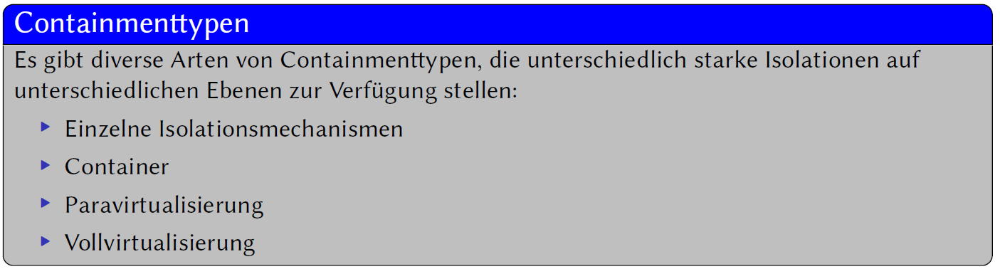 Containmenttypen
Es gibt diverse Arten von Containmenttypen, die unterschiedlich starke Isolationen auf
unterschiedlichen Ebenen zur Verfügung stellen:
Einzelne Isolationsmechanismen
Container
Paravirtualisierung
Vollvirtualisierung